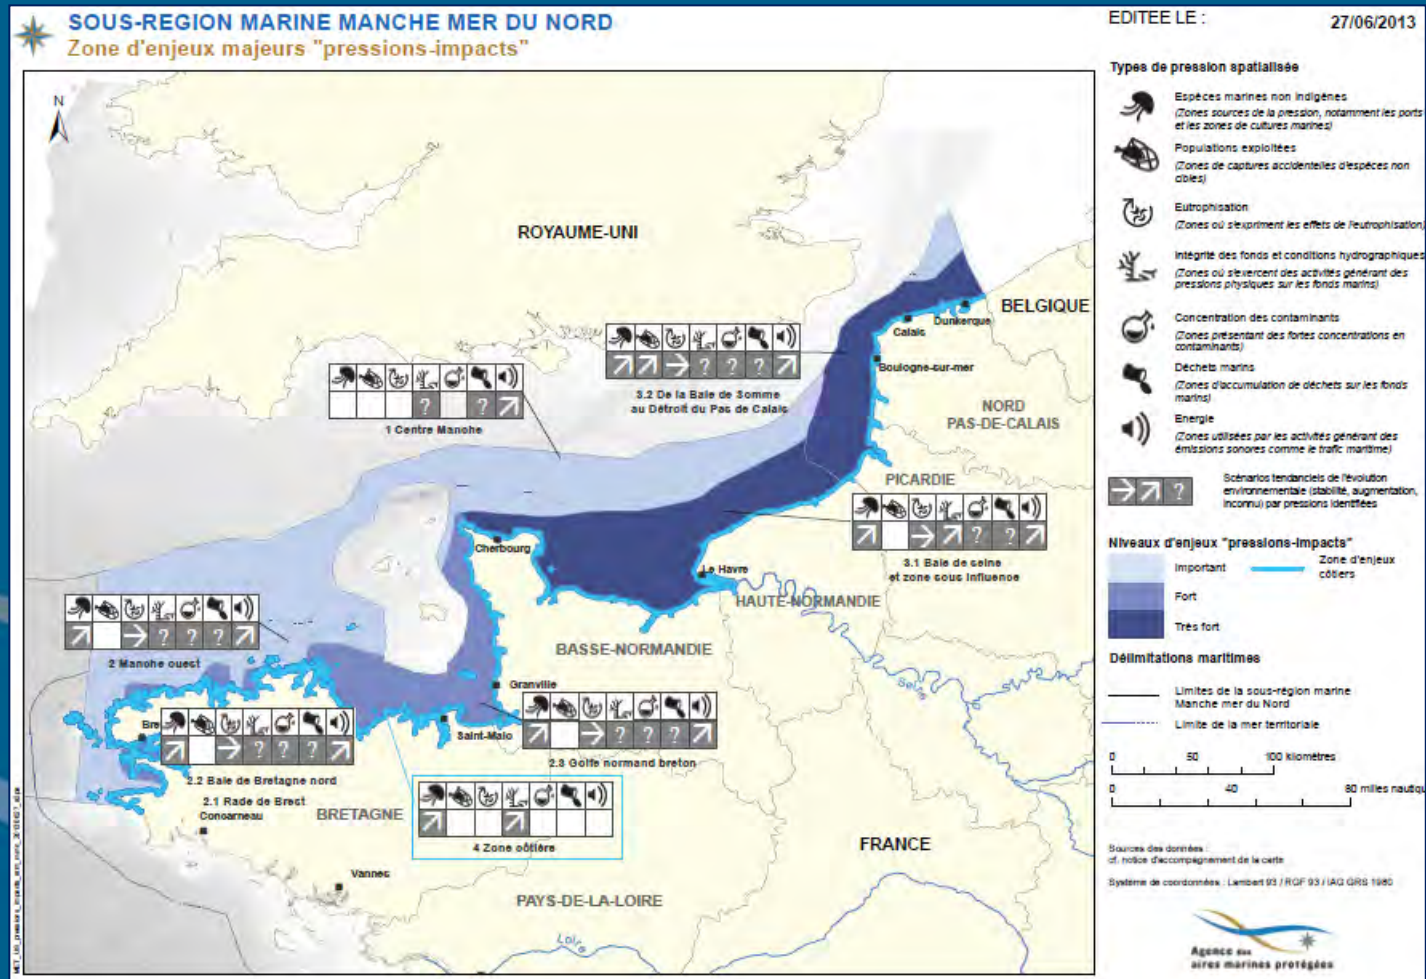 SOUS-REGION MARINE MANCHE MER DU NORD
Zone d'enjeux majeurs "pressions-impacts"
EDITEE LE :
27/06/2013
N
ROYAUME-UNI
BELGIQUE
Dunkerque
Calais
Boulogne-sur-mer
NORD
PAS-DE-CALAIS
PICARDIE
? ? ?
3.2 De la Baie de Somme
au Détroit du Pas de Calais
? ?
1 Centre Manche
? ?
3.1 Baie de seine
et zone sous influence
Cherbourg
Le Havre
HAUTE-NORMANDIE
BASSE-NORMANDIE
Seine
? ? ?
2 Manche ouest
Granville
Saint-Malo
? ? ?
2.3 Golfe normand breton
Bre
? ? ?
2.2 Baie de Bretagne nord
2.1 Rade de Brest
Concarneau
BRETAGNE
4 Zone côtière
Vannes
PAYS-DE-LA-LOIRE
Loire
FRANCE
Types de pression spatialisée
Espèces marines non indigènes
(Zones sources de la pression, notamment les ports
et les zones de cultures marines)
Populations exploitées
(Zones de captures accidentelles d'espèces non
cibles)
Eutrophisation
(Zones où s'expriment les effets de l'eutrophisation)
Intégrité des fonds et conditions hydrographiques
(Zones où s'exercent des activités générant des
pressions physiques sur les fonds marins)
Concentration des contaminants
(Zones présentant des fortes concentrations en
contaminants)
Déchets marins
(Zones d'accumulation de déchets sur les fonds
marins)
Energie
(Zones utilisées par les activités générant des
émissions sonores comme le trafic maritime)
?
Scénarios tendanciels de l'évolution
environnementale (stabilité, augmentation,
inconnu) par pressions identifiées
Niveaux d'enjeux "pressions-impacts"
Important
Zone d'enjeux
côtiers
Fort
Très fort
Délimitations maritimes
Limites de la sous-région marine
Manche mer du Nord
Limite de la mer territoriale
0 50 100 kilomètres
0 40 80 milles nautiq
Sources des données :
cf. notice d'accompagnement de la carte
Système de coordonnées : Lambert 93 / RGF 93 / IAG GRS 1980
Agence des
aires marines protégées